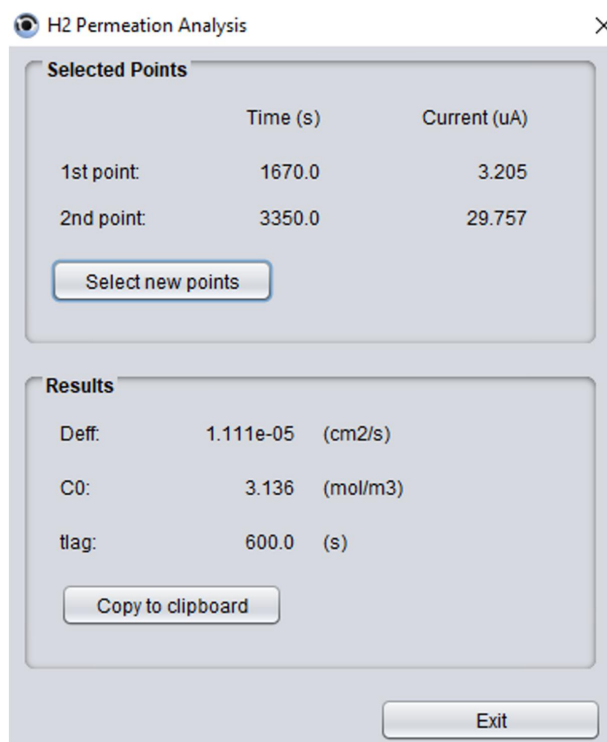 H2 Permeation Analysis
Selected Points
Time (s) Current (uA)
1st point: 1670.0 3.205
2nd point: 3350.0 29.757
Select new points
Results
Deff: 1.111e-05 (cm2/s)
C0: 3.136 (mol/m3)
tlag: 600.0 (s)
Copy to clipboard
Exit